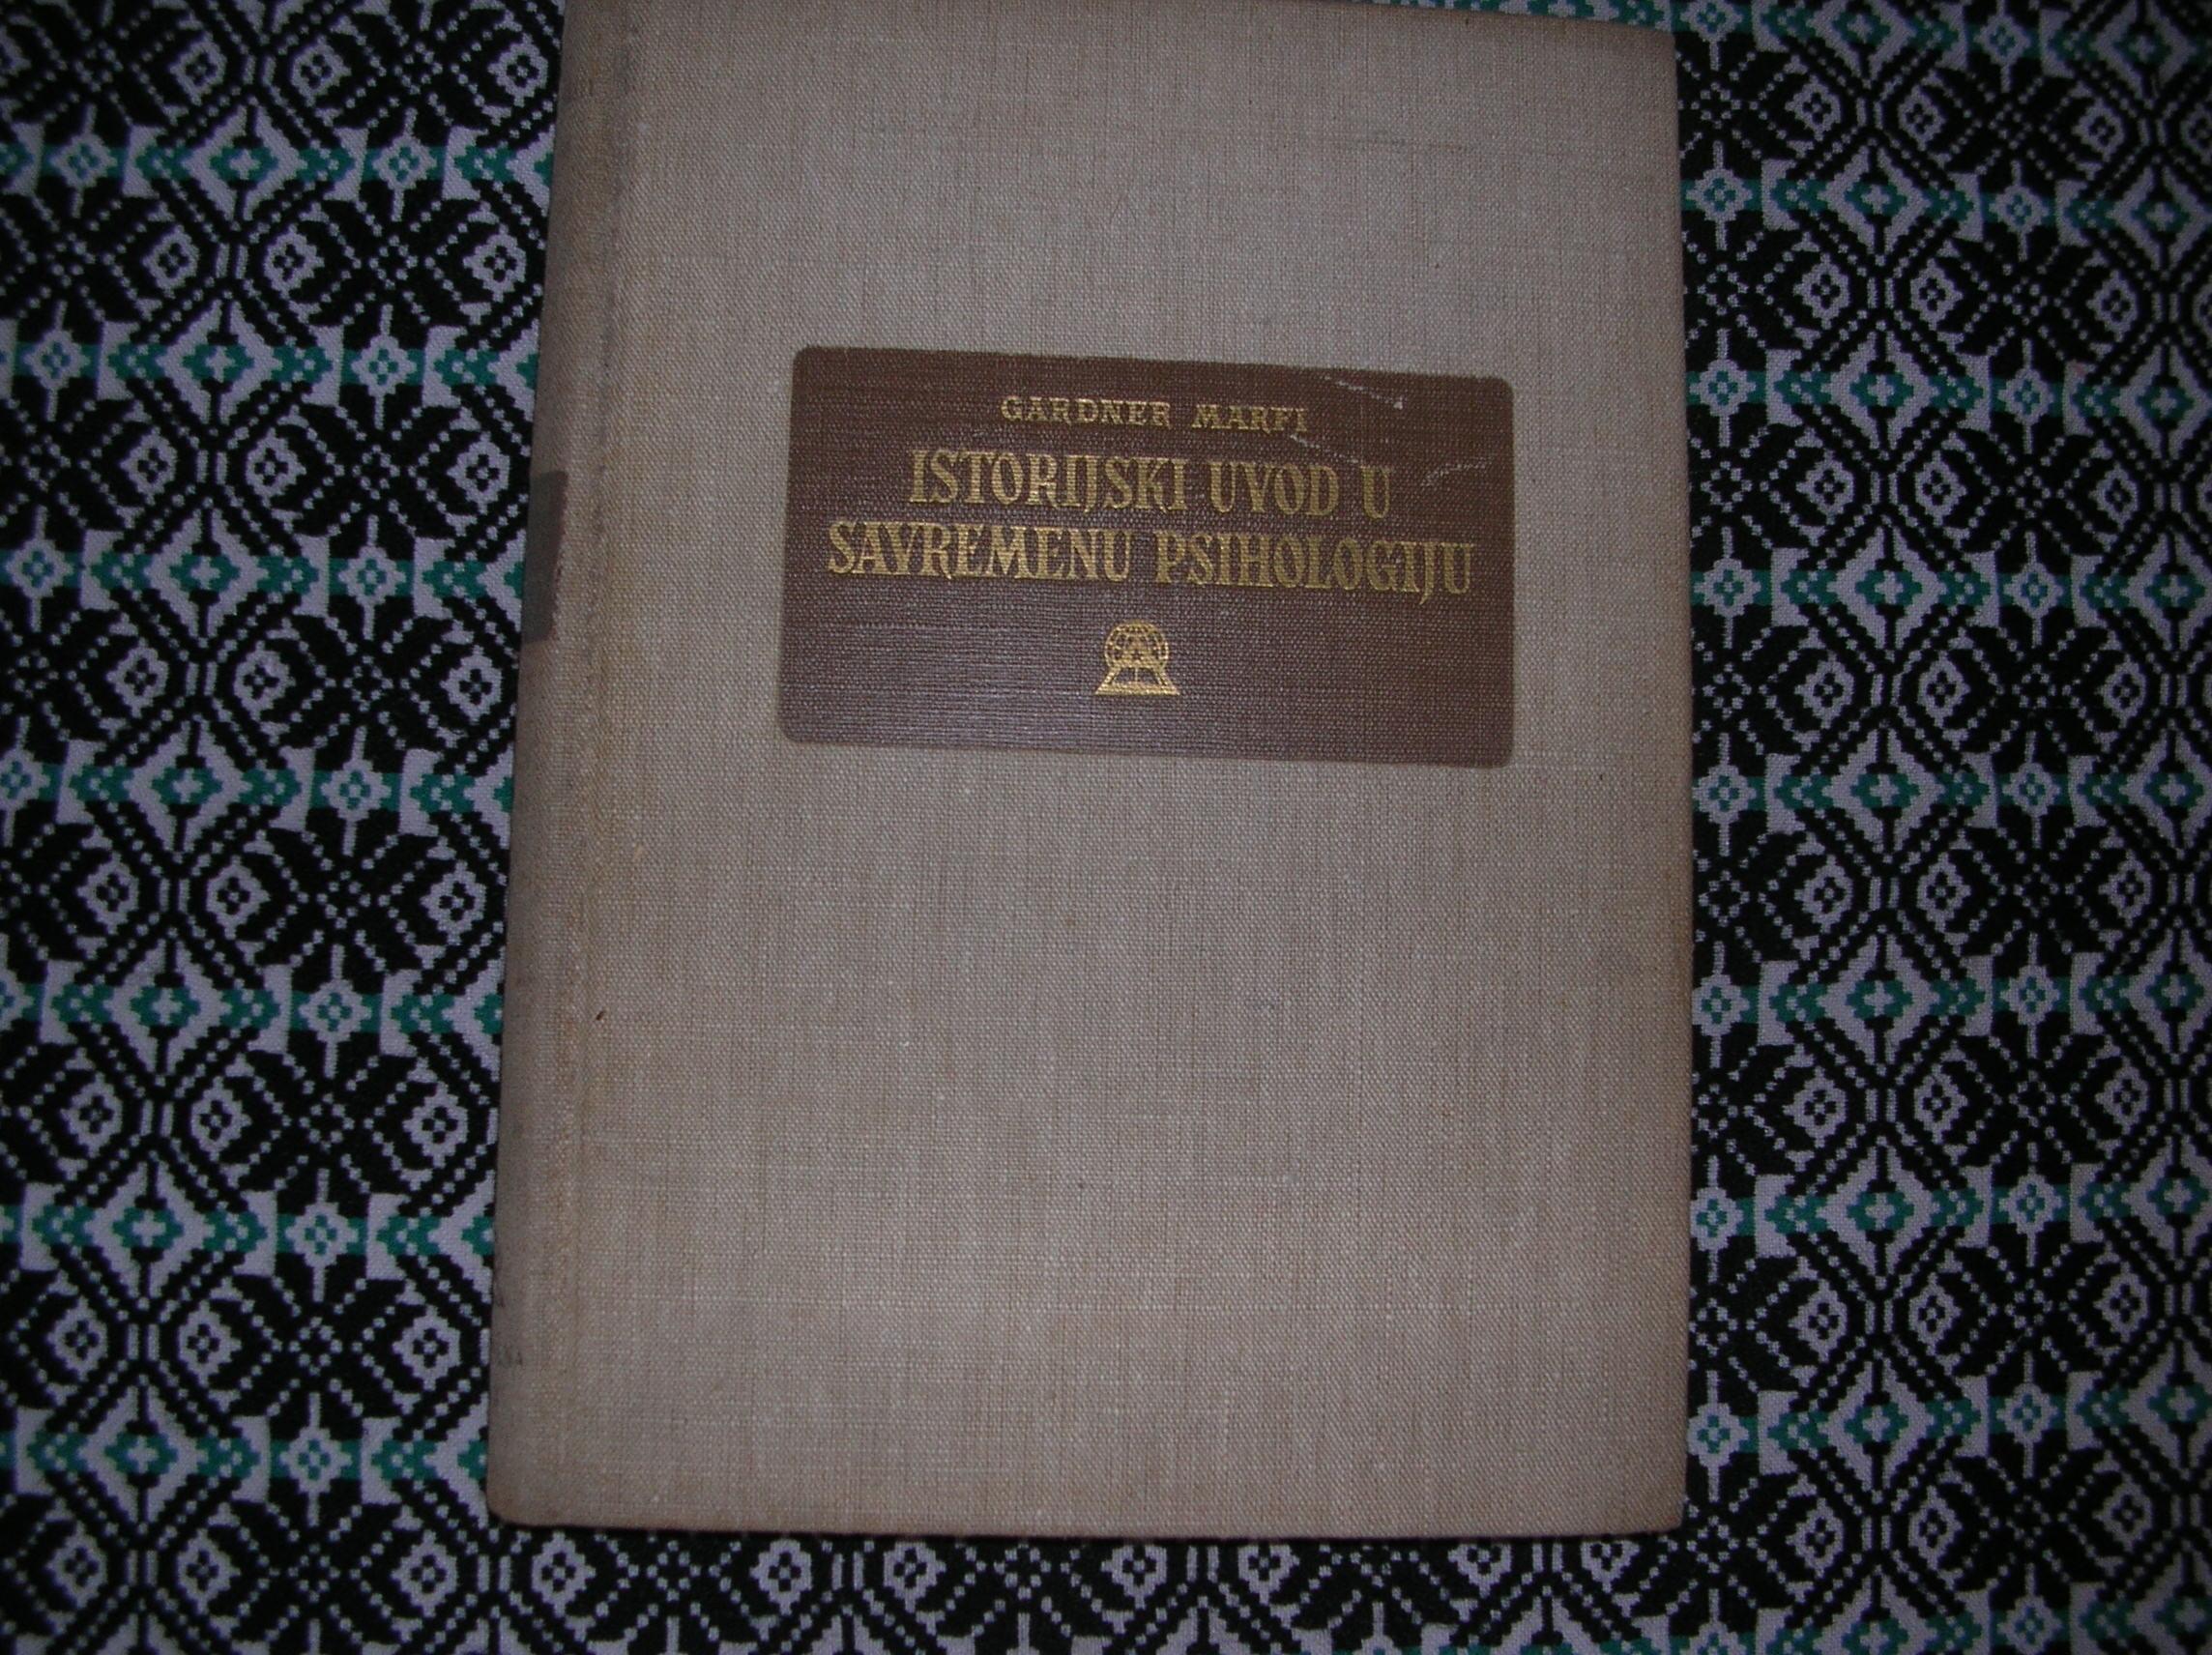 GARDNER MARFI
ISTORIJSKI UVOD U
SAVREMENU PSIHOLOGIJU